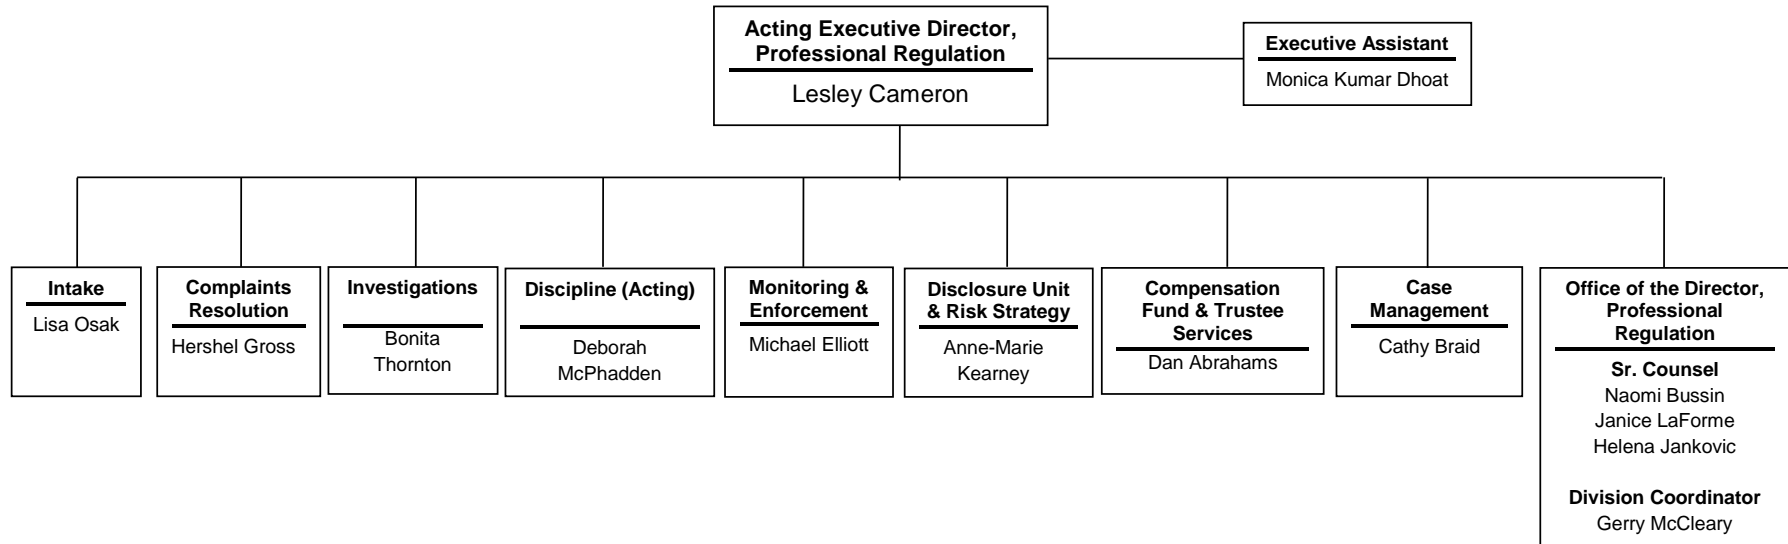 Acting Executive Director,
Professional Regulation
Lesley Cameron
Executive Assistant
Monica Kumar Dhoat
Intake
Lisa Osak
Complaints
Resolution
Hershel Gross
Investigations
Bonita
Thornton
Discipline (Acting)
Deborah
McPhadden
Monitoring &
Enforcement
Michael Elliott
Disclosure Unit
& Risk Strategy
Anne-Marie
Kearney
Compensation
Fund & Trustee
Services
Dan Abrahams
Case
Management
Cathy Braid
Office of the Director,
Professional
Regulation
Sr. Counsel
Naomi Bussin
Janice LaForme
Helena Jankovic
Division Coordinator
Gerry McCleary